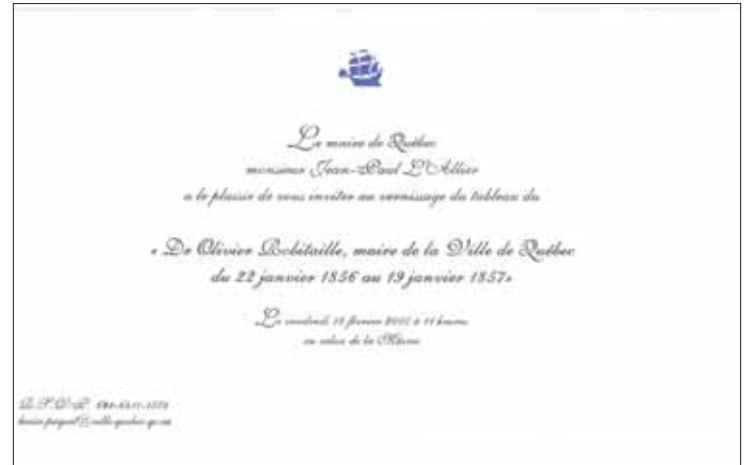 Le maire de Québec
monsieur Jean-Paul L'Allier
a le plaisir de vous inviter au vernissage du tableau du
« Dr Olivier Robitaille, maire de la Ville de Québec
du 22 janvier 1856 au 19 janvier 1857»
Le vendredi février à 11 heures
au salon de la Mairie
R.S.V.P.